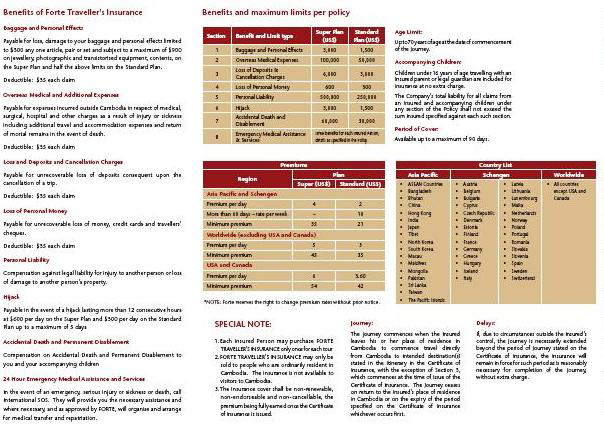 Benefits of Forte Traveller's Insurance
Baggage and Personal Effects
Payable for loss, damage to your baggage and personal effects limited
to $300 any one article, pair or set and subject to a maximum of $900
on jewellery, photographic and transistorised equipment, contents, on
the Super Plan and half the above limits on the Standard Plan.
Deductible: $35 each claim
Overseas Medical and Additional Expenses
Payable for expenses incurred outside Cambodia in respect of medical,
surgical, hospital and other charges as a result of injury or sickness
including additional travel and accommodation expenses and return
of mortal remains in the event of death.
Deductible: $35 each claim
Loss and Deposits and Cancellation Charges
Payable for unrecoverable loss of deposits consequent upon the
cancellation of a trip.
Deductible: $35 each claim
Loss of Personal Money
Payable for unrecoverable loss of money, credit cards and travellers'
cheques.
Deductible: $35 each claim
Personal Liability
Compensation against legal liability for injury to another person or loss
of damage to another person's property.
Hijack
Payable in the event of a hijack lasting more than 12 consecutive hours
at $600 per day on the Super Plan and $300 per day on the Standard
Plan up to a maximum of 5 days
Accidental Death and Permanent Disablement
Compensation on Accidental Death and Permanent Disablement to
you and your accompanying children
24 Hour Emergency Medical Assistance and Services
In the event of an emergency, serious injury or sickness or death, call
International SOS. They will provide you the necessary assistance and
where necessary, and as approved by FORTE, will organise and arrange
for medical transfer and repatriation.
Benefits and maximum limits per policy
Section Benefit and Limit type Super Plan (US$) Standard Plan (US$)
1 Baggage and Personal Effects 3,000 1,500
2 Overseas Medical Expenses 100,000 50,000
3 Loss of Deposits & Cancellation Charges 6,000 3,000
4 Loss of Personal Money 600 300
5 Personal Liability 500,000 250,000
6 Hijack 3,000 1,500
7 Accidental Death and Disablement 60,000 30,000
8 Emergency Medical Assistance & Services
Age Limit:
Up to 70 years of age at the date of commencement
of the Journey.
Accompanying Children:
Children under 16 years of age travelling with an
Insured parent or legal guardian are included for
insurance at no extra charge.
The Company's total liability for all claims from
an Insured and accompanying children under
any section of the Policy shall not exceed the
sum insured specified against each such section.
Period of Cover:
Available up to a maximum of 90 days.
Premiums
Region Plan
Super (US$) Standard (US$)
Asia Pacific and Schengen
Premium per day 4 2
More than 60 days - rate per week - 10
Minimum premium 35 21
Worldwide (excluding USA and Canada)
Premium per day 5 3
Minimum premium 45 35
USA and Canada
Premium per day 6 3.60
Minimum premium 54 42
*NOTE: Forte reserves the right to change premium rates without prior notice.
Country List
Asia Pacific Schengen Worldwide
• ASEAN Countries
• Bangladesh
• Bhutan
• China
• Hong Kong
• India
• Japan
• Tibet
• North Korea
• South Korea
• Macau
• Maldives
• Mongolia
• Pakistan
• Sri Lanka
• Taiwan
• The Pacific Islands
• Austria
• Belgium
• Bulgaria
• Cyprus
• Czech Republic
• Denmark
• Estonia
• Finland
• France
• Germany
• Greece
• Hungary
• Iceland
• Italy
• Latvia
• Lithuania
• Luxembourg
• Malta
• Netherlands
• Norway
• Poland
• Portugal
• Romania
• Slovakia
• Slovenia
• Spain
• Sweden
• Switzerland
• All countries
except USA and
Canada
SPECIAL NOTE:
1. Each Insured Person may purchase FORTE
TRAVELLER'S INSURANCE only once for each tour
2. FORTE TRAVELLER'S INSURANCE may only be
sold to people who are ordinarily resident in
Cambodia. The Insurance is not available to
visitors to Cambodia.
3. The insurance cover shall be non-renewable,
non-endorseable and non-cancellable, the
premium being fully earned once the Certificate
of Insurance is issued.
Journey:
The journey commences when the Insured
leaves his or her place of residence in
Cambodia to commence travel directly
from Cambodia to intended destination(s)
stated in the itinerary in the Certificate of
Insurance, with the exception of Section 3,
which commences at the time of issue of the
Certificate of Insurance. The journey ceases
on return to the Insured's place of residence
in Cambodia or on the expiry of the period
specified on the Certificate of Insurance
whichever occurs first.
Delays:
If, due to circumstances outside the Insured's
control, the journey is necessarily extended
beyond the period of journey stated on the
Certificate of Insurance, the Insurance will
remain in force for such period as is reasonably
necessary for completion of the journey,
without extra charge.